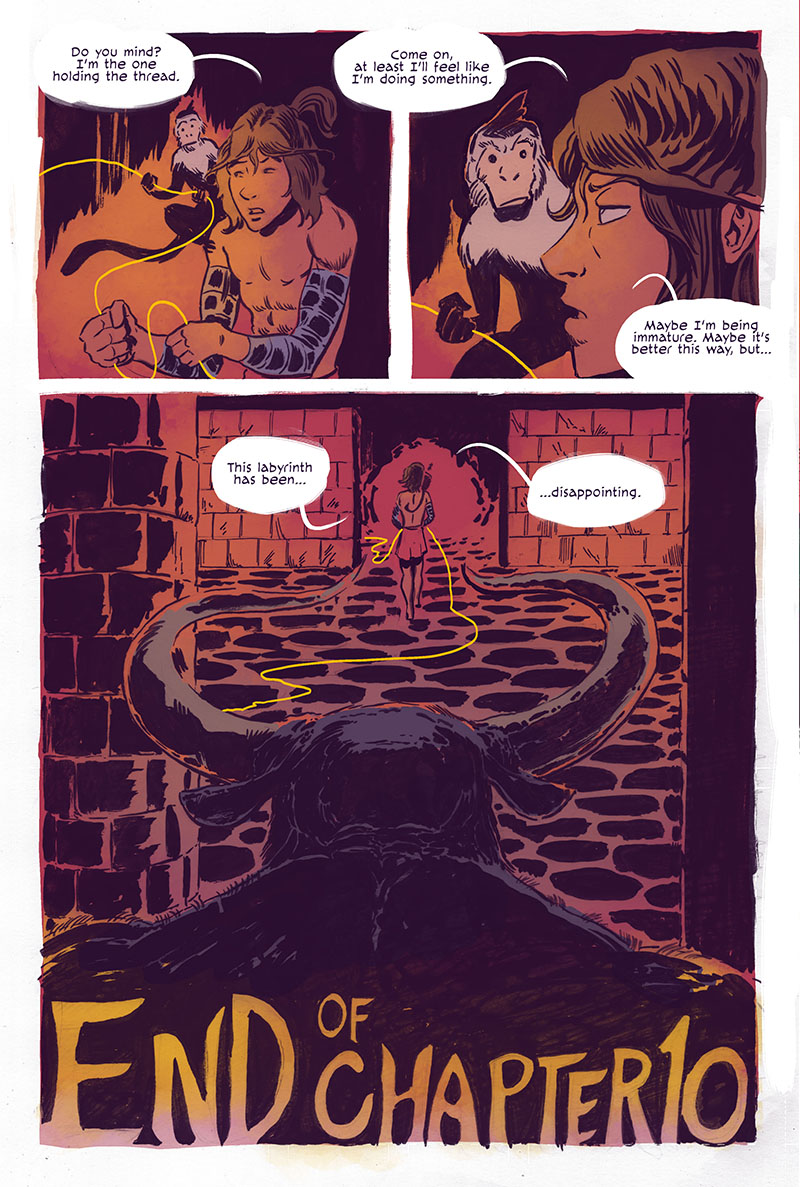 Do you mind?
I'm the one
holding the thread.
Come on,
at least I'll feel like
I'm doing something.
Maybe I'm being
immature. Maybe it's
better this way, but...
This labyrinth
has been...
...disappointing.
END OF
CHAPTER 10